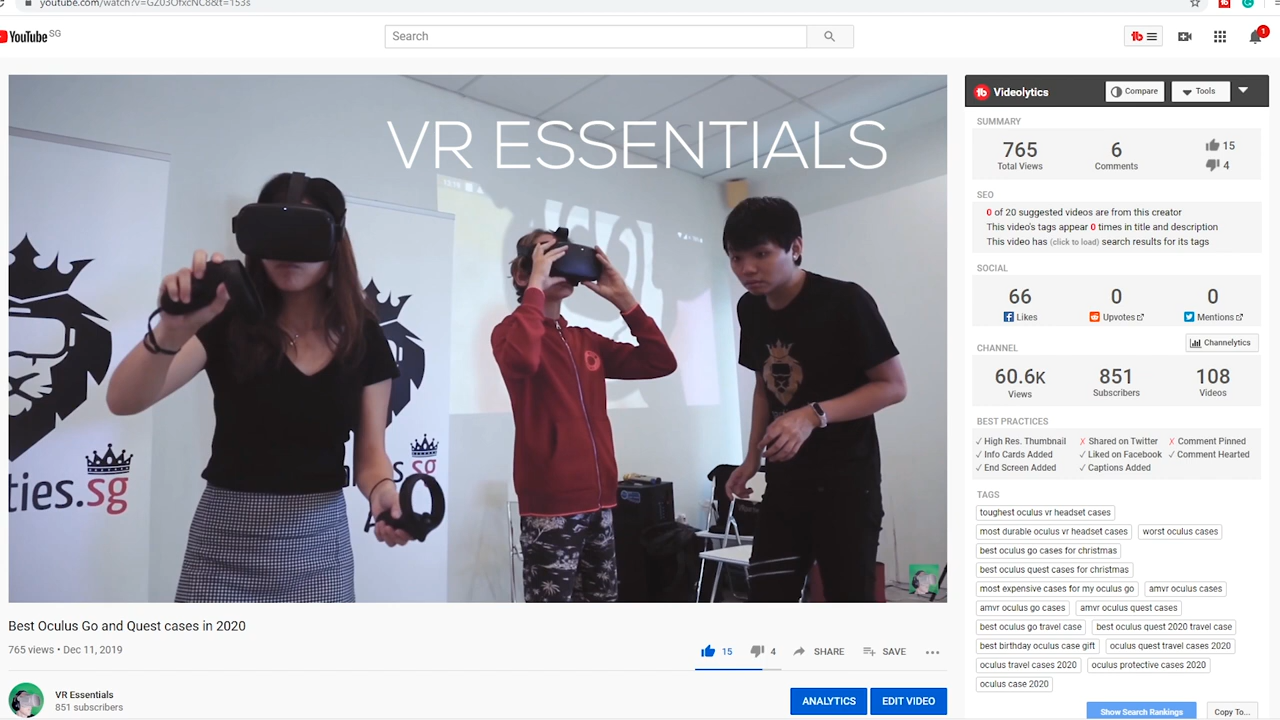 youtube.com/watch?v=GZ03OfxcNC8&t=153s
YouTube SG
Search
1
VR ESSENTIALS
ties.sg
ies
sg
A
Best Oculus Go and Quest cases in 2020
765 views • Dec 11, 2019
15
4
SHARE
SAVE
VR Essentials
851 subscribers
ANALYTICS
EDIT VIDEO
tb Videolytics
Compare
Tools
SUMMARY
765
Total Views
6
Comments
15
4
SEO
0 of 20 suggested videos are from this creator
This video's tags appear 0 times in title and description
This video has (click to load) search results for its tags
SOCIAL
66
Likes
0
Upvotes
0
Mentions
CHANNEL
Channelytics
60.6K
Views
851
Subscribers
108
Videos
BEST PRACTICES
✓ High Res. Thumbnail ✗ Shared on Twitter ✗ Comment Pinned
✓ Info Cards Added ✓ Liked on Facebook ✓ Comment Hearted
✓ End Screen Added ✓ Captions Added
TAGS
toughest oculus vr headset cases
most durable oculus vr headset cases worst oculus cases
best oculus go cases for christmas
best oculus quest cases for christmas
most expensive cases for my oculus go amvr oculus cases
amvr oculus go cases amvr oculus quest cases
best oculus go travel case best oculus quest 2020 travel case
best birthday oculus case gift oculus quest travel cases 2020
oculus travel cases 2020 oculus protective cases 2020
oculus case 2020
Show Search Rankings Copy To...